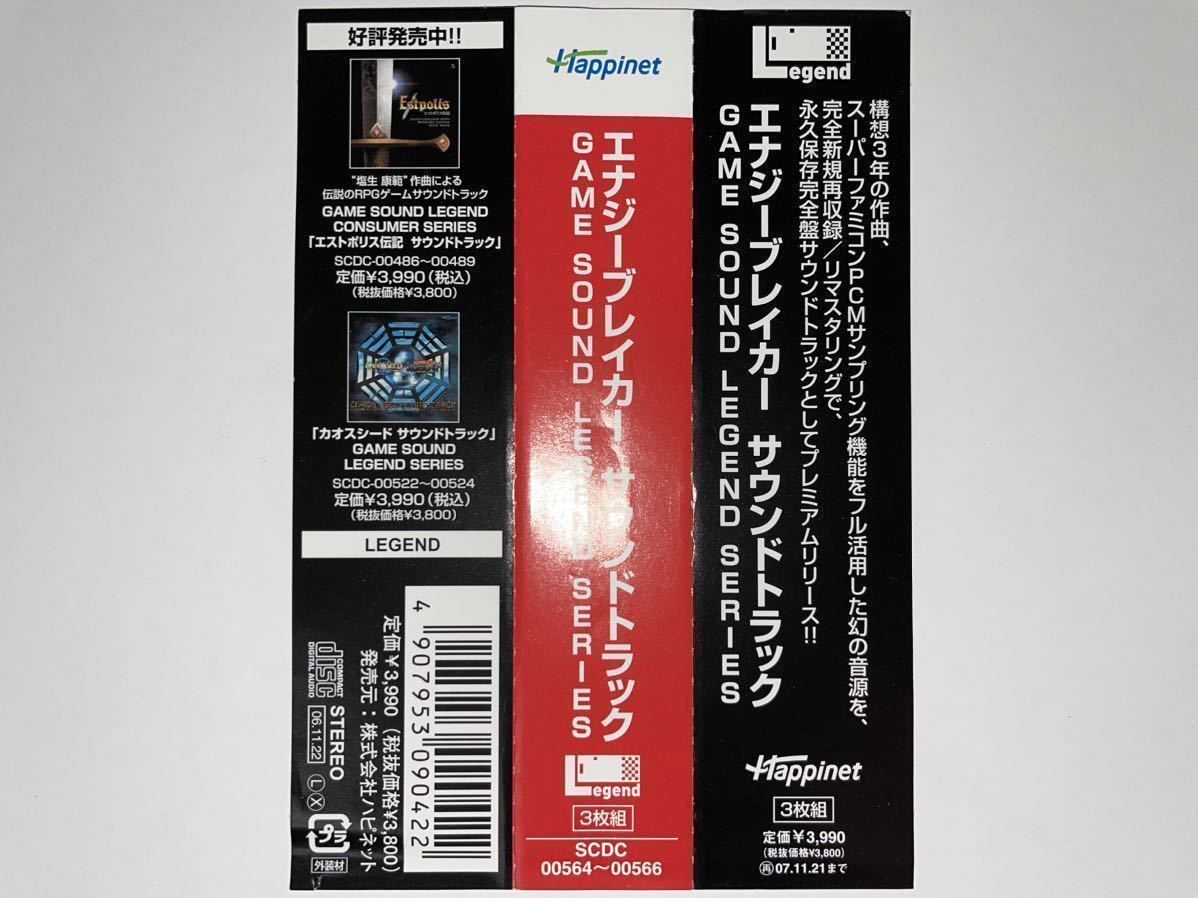 好評発売中!!
Estpolis
"塩生 康範"作曲による
伝説のRPGゲームサウンドトラック
GAME SOUND LEGEND
CONSUMER SERIES
「エストポリス伝記 サウンドトラック」
SCDC-00486～00489
定価¥3,990(税込)
(税抜価格¥3,800)
「カオスシード サウンドトラック」
GAME SOUND
LEGEND SERIES
SCDC-00522～00524
定価¥3,990(税込)
(税抜価格¥3,800)
LEGEND
4 907953 090422
定価¥3,990(税抜価格¥3,800)
発売元:株式会社ハピネット
COMPACT
disc
DIGITAL AUDIO
STEREO
06.11.22
L
X
プラ
外装材
Happinet
エナジーブレイカー サウンドトラック
GAME SOUND LEGEND SERIES
Legend
3枚組
SCDC
00564～00566
Legend
構想3年の作曲、
スーパーファミコンPCMサンプリング機能をフル活用した幻の音源を、
完全新規再収録/リマスタリングで、
永久保存完全盤サウンドトラックとしてプレミアムリリース!!
エナジーブレイカー サウンドトラック
GAME SOUND LEGEND SERIES
Happinet
3枚組
定価¥3,990
(税抜価格¥3,800)
再07.11.21まで